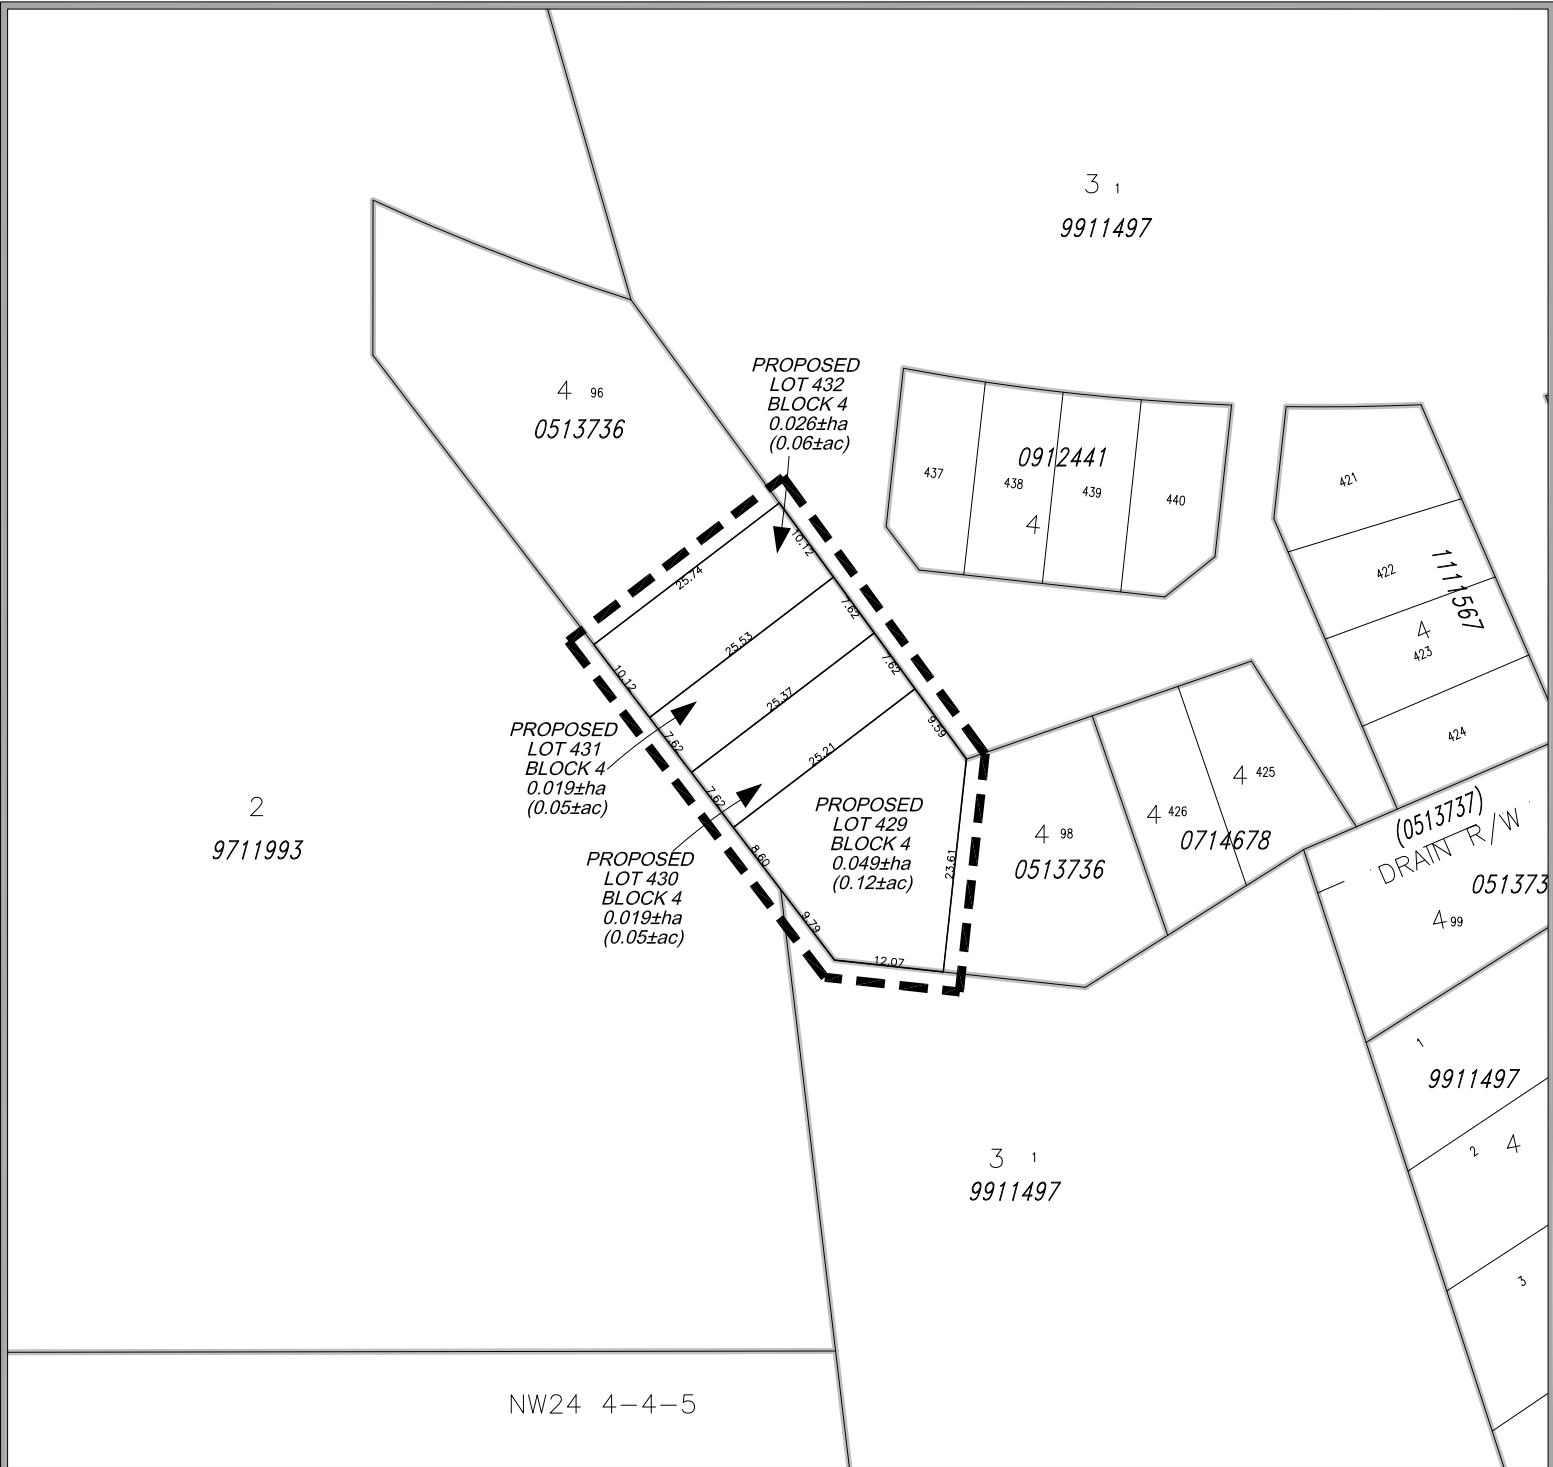 3 1
9911497
PROPOSED
LOT 432
BLOCK 4
0.026±ha
(0.06±ac)
4 96
0513736
437
438
0912441
439
440
4
421
422
1111567
4
423
424
10.12
25.74
7.62
25.53
7.62
10.12
25.37
9.59
7.62
25.21
7.62
8.60
9.79
12.07
23.61
PROPOSED
LOT 431
BLOCK 4
0.019±ha
(0.05±ac)
PROPOSED
LOT 430
BLOCK 4
0.019±ha
(0.05±ac)
PROPOSED
LOT 429
BLOCK 4
0.049±ha
(0.12±ac)
2
9711993
4 98
0513736
4 425
4 426
0714678
(0513737)
DRAIN R/W
051373
4 99
1
9911497
2 4
3
3 1
9911497
NW24 4-4-5